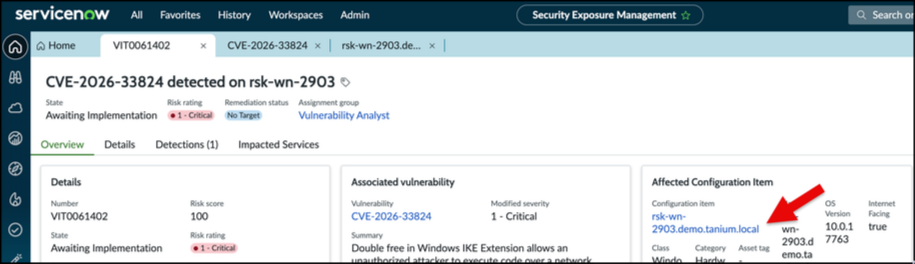 servicenow All Favorites History Workspaces Admin Security Exposure Management Search
Home VIT0061402 × CVE-2026-33824 × rsk-wn-2903.de... ×
CVE-2026-33824 detected on rsk-wn-2903
State Risk rating Remediation status Assignment group
Awaiting Implementation 1 - Critical No Target Vulnerability Analyst
Overview Details Detections (1) Impacted Services
Details
Number Risk score
VIT0061402 100
State Risk rating
Awaiting Implementation 1 - Critical
Associated vulnerability
Vulnerability Modified severity
CVE-2026-33824 1 - Critical
Summary
Double free in Windows IKE Extension allows an
unauthorized attacker to execute code over a network.
Affected Configuration Item
Configuration item
rsk-wn-
2903.demo.tanium.local
Class Category Asset tag
Windo... Hardw...
wn-
2903.d
emo.ta
OS
Version
10.0.1
7763
Internet
Facing
true